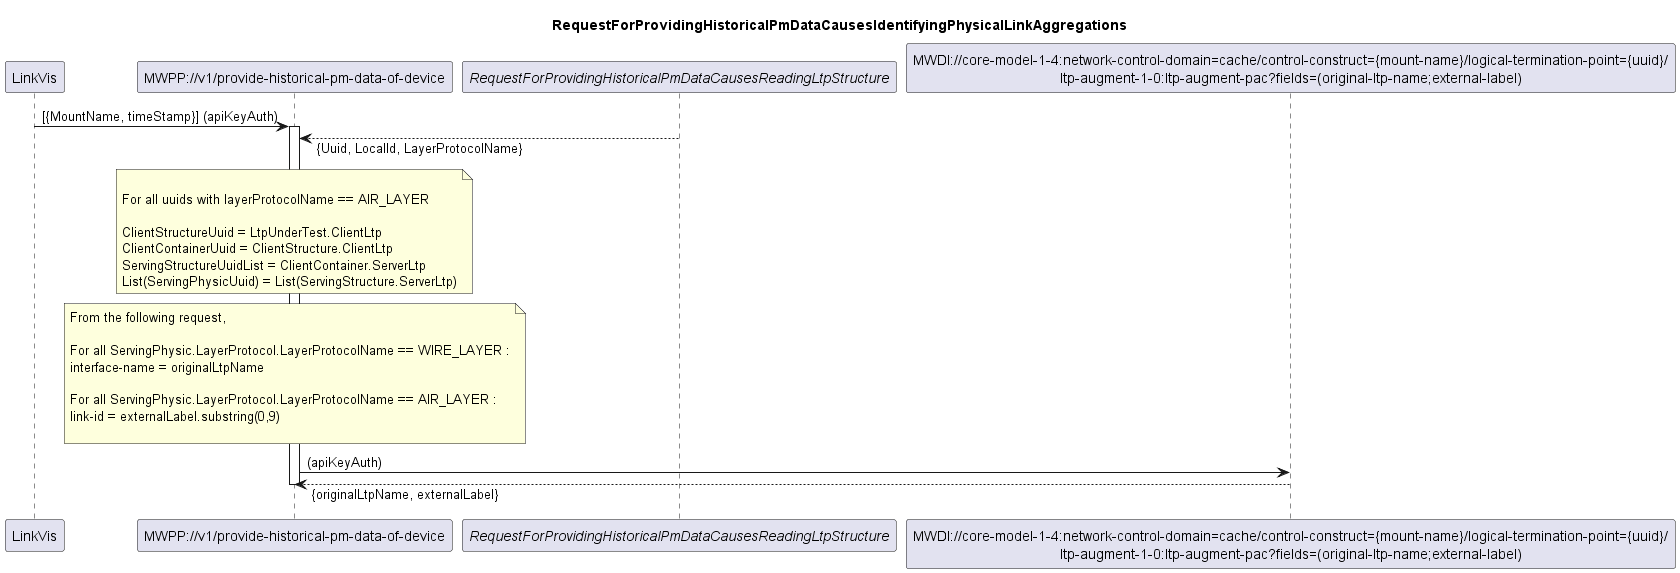 RequestForProvidingHistoricalPmDataCausesIdentifyingPhysicalLinkAggregations
LinkVis
MWPP://v1/provide-historical-pm-data-of-device
RequestForProvidingHistoricalPmDataCausesReadingLtpStructure
MWDI://core-model-1-4:network-control-domain=cache/control-construct={mount-name}/logical-termination-point={uuid}/
ltp-augment-1-0:ltp-augment-pac?fields=(original-ltp-name;external-label)
[{MountName, timeStamp}] (apiKeyAuth)
{Uuid, LocalId, LayerProtocolName}
For all uuids with layerProtocolName == AIR_LAYER
ClientStructureUuid = LtpUnderTest.ClientLtp
ClientContainerUuid = ClientStructure.ClientLtp
ServingStructureUuidList = ClientContainer.ServerLtp
List(ServingPhysicUuid) = List(ServingStructure.ServerLtp)
From the following request,
For all ServingPhysic.LayerProtocol.LayerProtocolName == WIRE_LAYER :
interface-name = originalLtpName
For all ServingPhysic.LayerProtocol.LayerProtocolName == AIR_LAYER :
link-id = externalLabel.substring(0,9)
(apiKeyAuth)
{originalLtpName, externalLabel}
LinkVis
MWPP://v1/provide-historical-pm-data-of-device
RequestForProvidingHistoricalPmDataCausesReadingLtpStructure
MWDI://core-model-1-4:network-control-domain=cache/control-construct={mount-name}/logical-termination-point={uuid}/
ltp-augment-1-0:ltp-augment-pac?fields=(original-ltp-name;external-label)